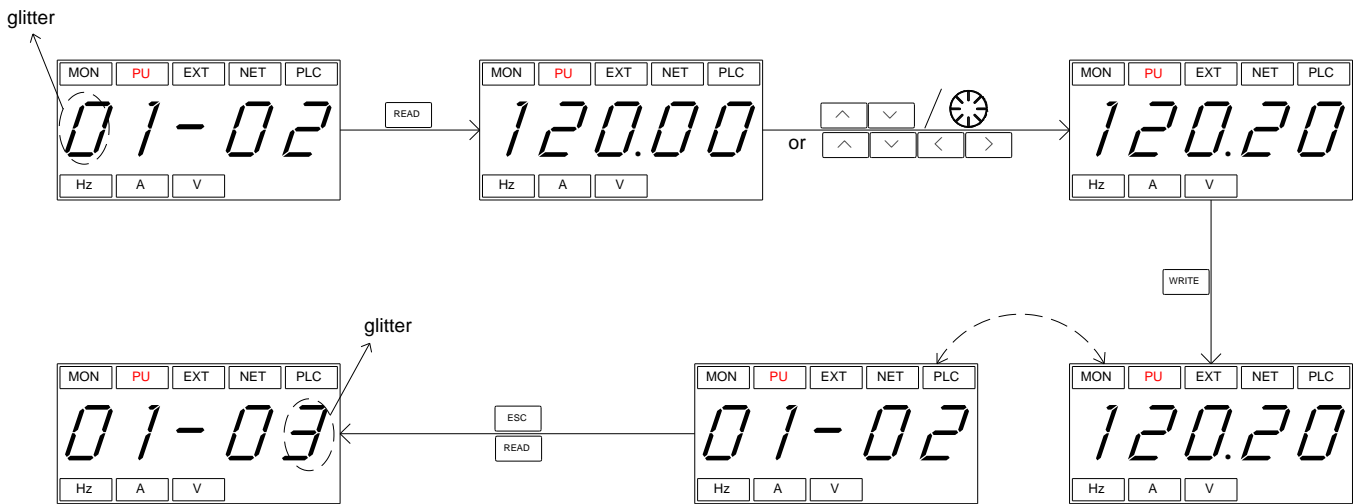 glitter
MON PU EXT NET PLC
01-02
Hz A V
READ
MON PU EXT NET PLC
120.00
Hz A V
or
MON PU EXT NET PLC
120.20
Hz A V
WRITE
glitter
MON PU EXT NET PLC
01-03
Hz A V
ESC
READ
MON PU EXT NET PLC
01-02
Hz A V
MON PU EXT NET PLC
120.20
Hz A V